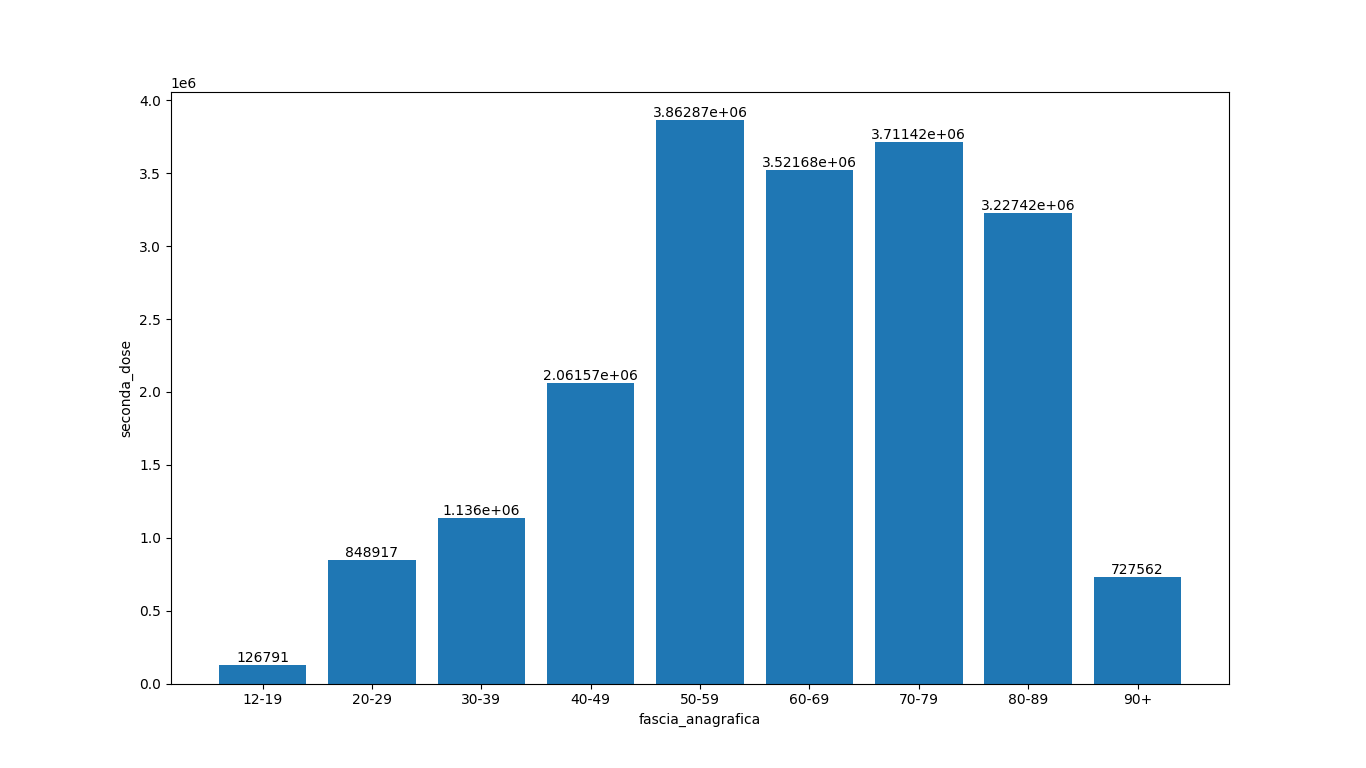 1e6
4.0
3.5
3.0
2.5
2.0
1.5
1.0
0.5
0.0
seconda_dose
126791
848917
1.136e+06
2.06157e+06
3.86287e+06
3.52168e+06
3.71142e+06
3.22742e+06
727562
12-19 20-29 30-39 40-49 50-59 60-69 70-79 80-89 90+
fascia_anagrafica